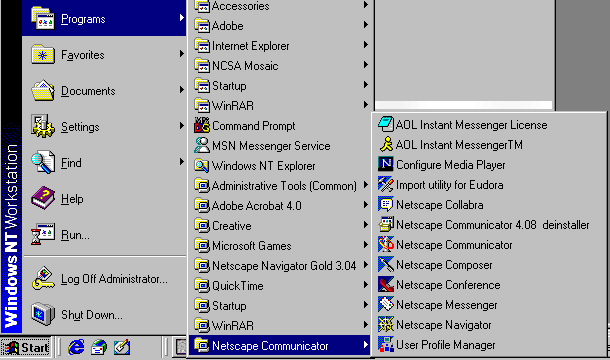 Programs
Favorites
Documents
Settings
Find
Help
Run...
Log Off Administrator...
Shut Down...
Windows NT Workstation
Start
Accessories
Adobe
Internet Explorer
NCSA Mosaic
Startup
WinRAR
Command Prompt
MSN Messenger Service
Windows NT Explorer
Administrative Tools (Common)
Adobe Acrobat 4.0
Creative
Microsoft Games
Netscape Navigator Gold 3.04
QuickTime
Startup
WinRAR
Netscape Communicator
AOL Instant Messenger License
AOL Instant MessengerTM
Configure Media Player
Import utility for Eudora
Netscape Collabra
Netscape Communicator 4.08 deinstaller
Netscape Communicator
Netscape Composer
Netscape Conference
Netscape Messenger
Netscape Navigator
User Profile Manager